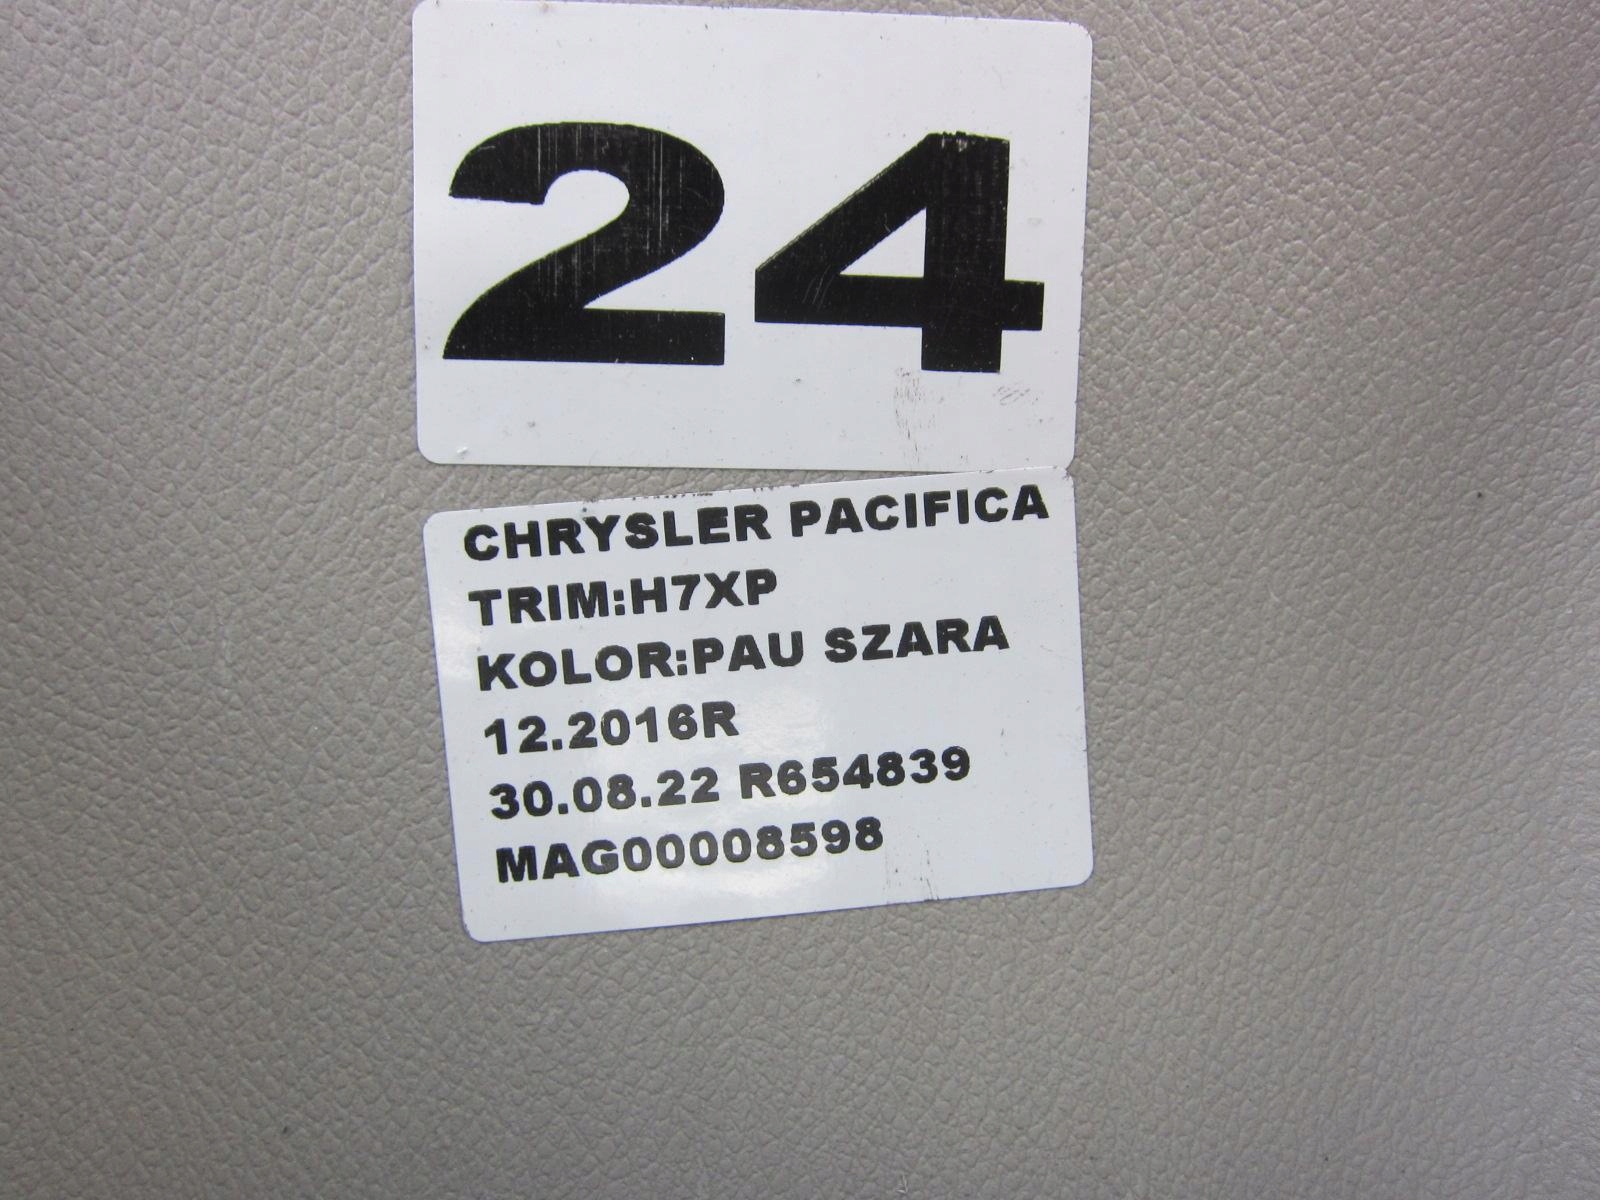 24
CHRYSLER PACIFICA
TRIM:H7XP
KOLOR:PAU SZARA
12.2016R
30.08.22 R654839
MAG00008598